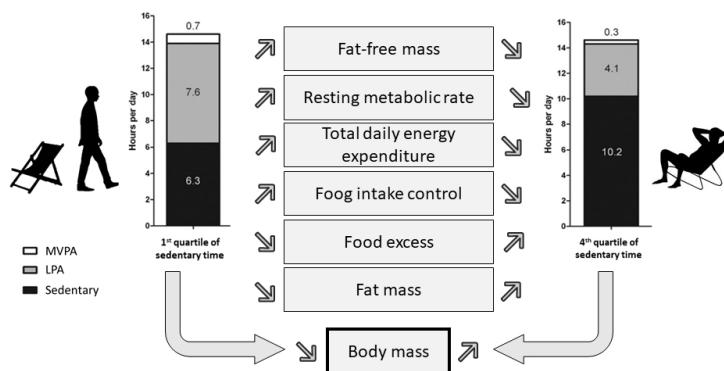 Hours per day
16
14
12
10
8
6
4
2
0
0.7
7.6
6.3
1st quartile of
sedentary time
MVPA
LPA
Sedentary
Fat-free mass
Resting metabolic rate
Total daily energy
expenditure
Foog intake control
Food excess
Fat mass
Body mass
Hours per day
16
14
12
10
8
6
4
2
0
0.3
4.1
10.2
4th quartile of
sedentary time